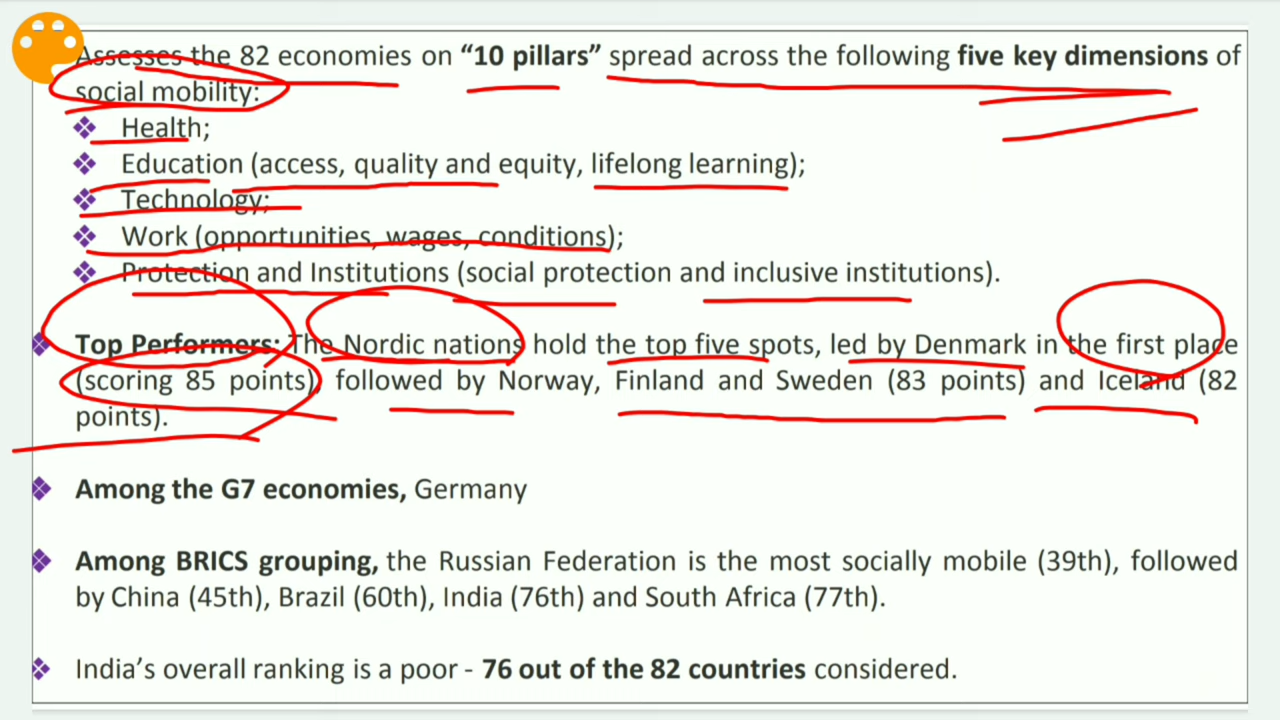 Assesses the 82 economies on “10 pillars” spread across the following five key dimensions of
social mobility:
❖ Health;
❖ Education (access, quality and equity, lifelong learning);
❖ Technology;
❖ Work (opportunities, wages, conditions);
❖ Protection and Institutions (social protection and inclusive institutions).
❖ Top Performers: The Nordic nations hold the top five spots, led by Denmark in the first place
(scoring 85 points), followed by Norway, Finland and Sweden (83 points) and Iceland (82
points).
❖ Among the G7 economies, Germany
❖ Among BRICS grouping, the Russian Federation is the most socially mobile (39th), followed
by China (45th), Brazil (60th), India (76th) and South Africa (77th).
❖ India’s overall ranking is a poor - 76 out of the 82 countries considered.